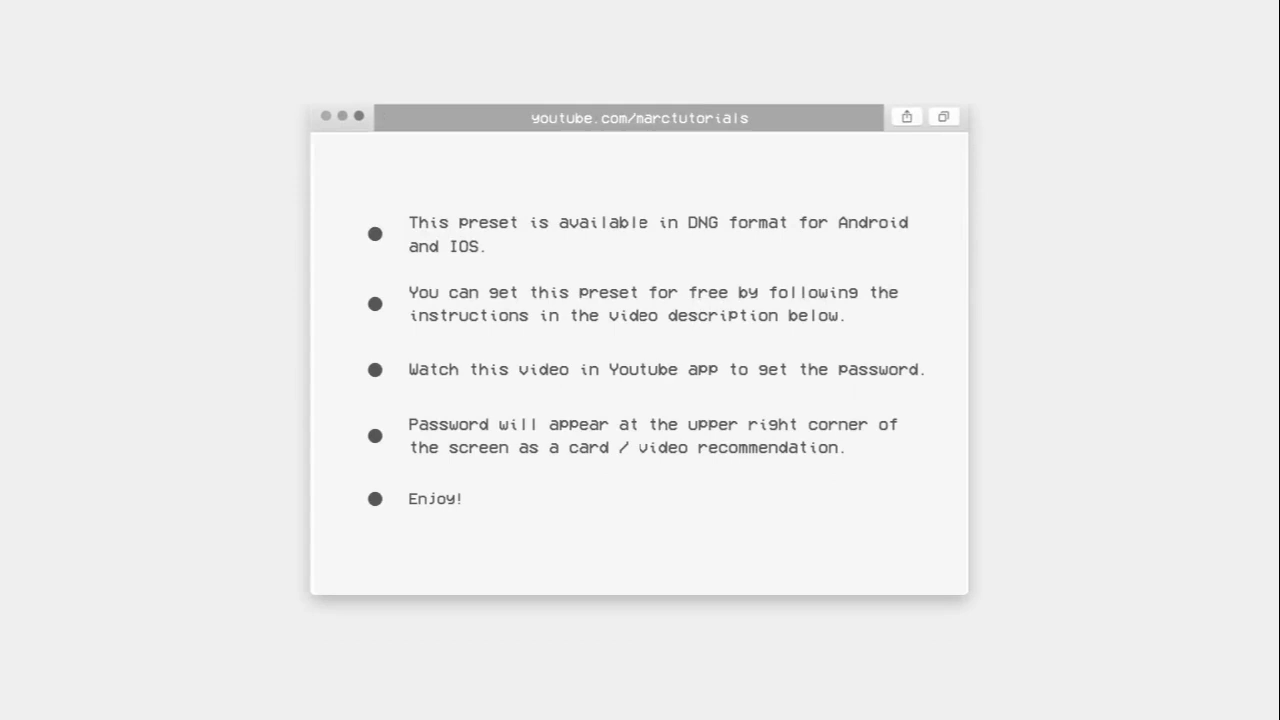 youtube.com/marctutorials
This preset is available in DNG format for Android
and IOS.
You can get this preset for free by following the
instructions in the video description below.
Watch this video in Youtube app to get the password.
Password will appear at the upper right corner of
the screen as a card / video recommendation.
Enjoy!